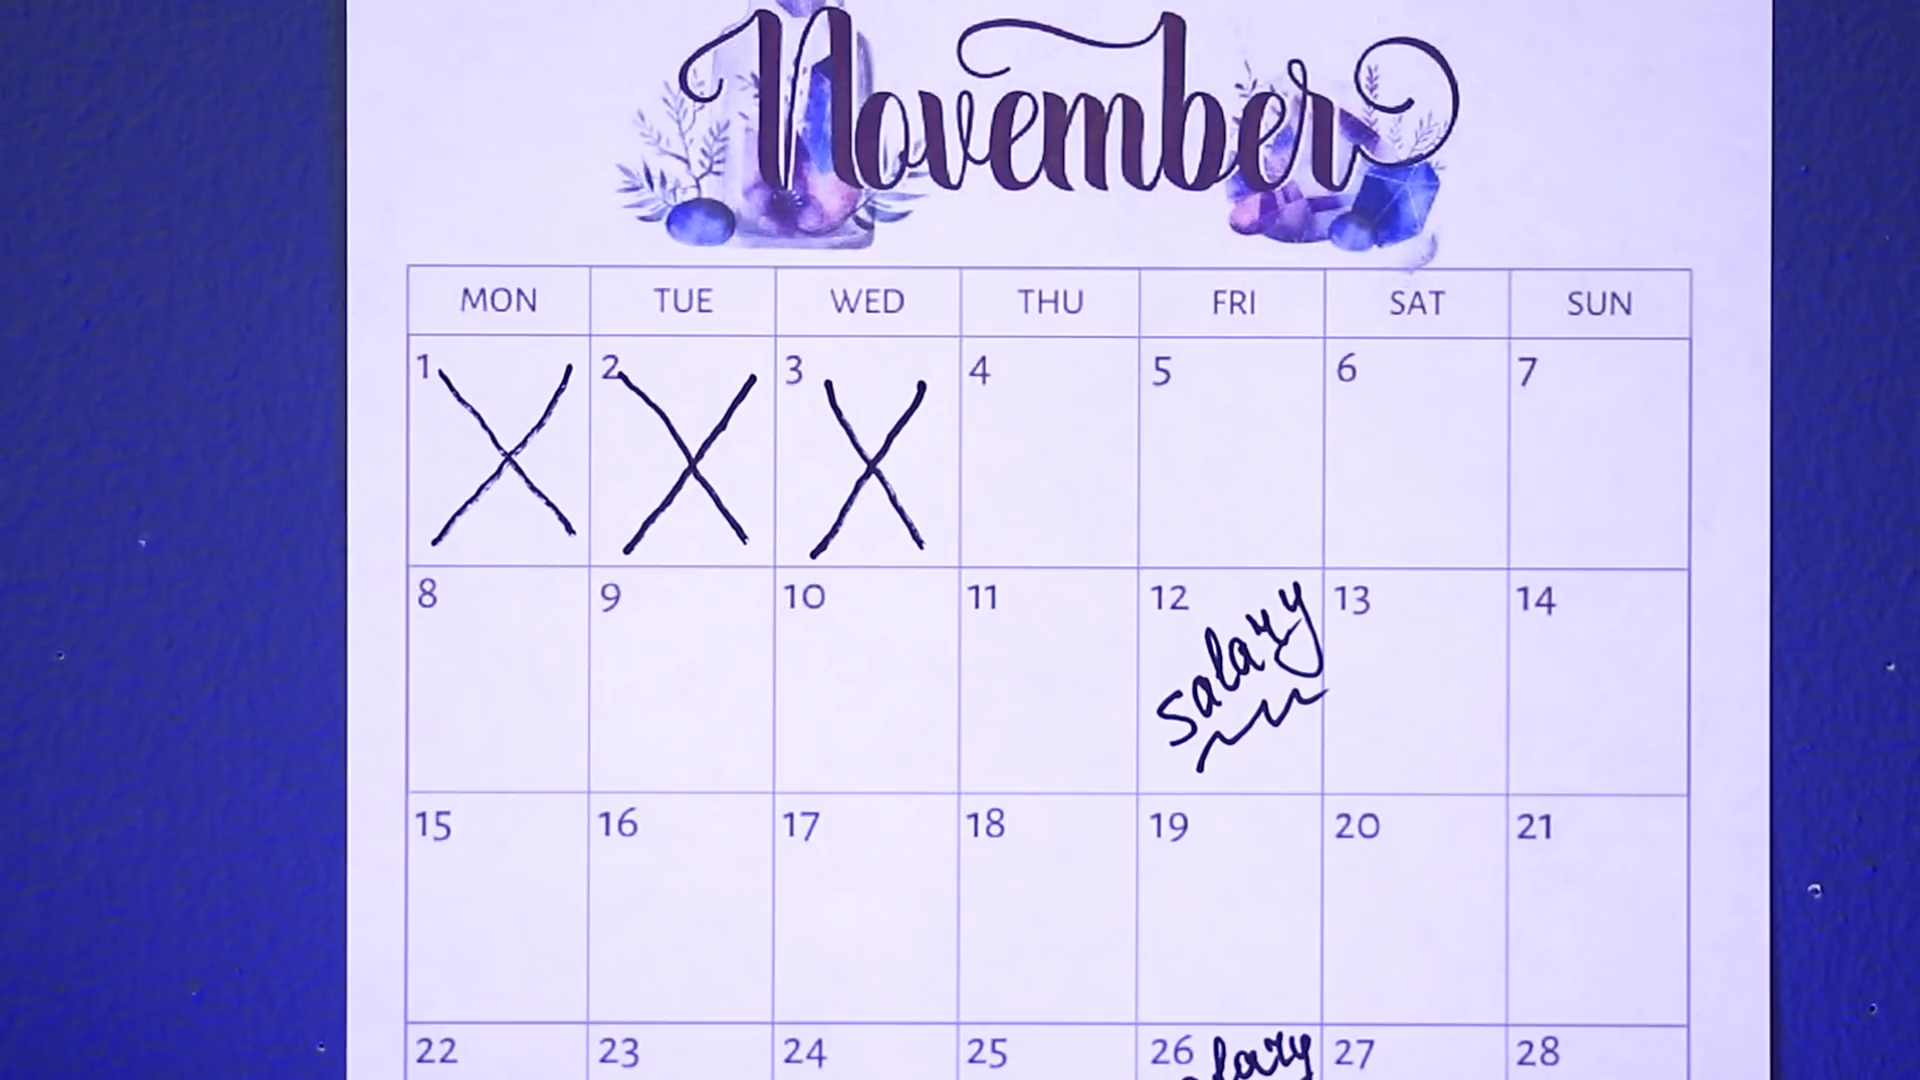 November
MON TUE WED THU FRI SAT SUN
1 2 3 4 5 6 7
8 9 10 11 12 13 14
salary
15 16 17 18 19 20 21
22 23 24 25 26 27 28